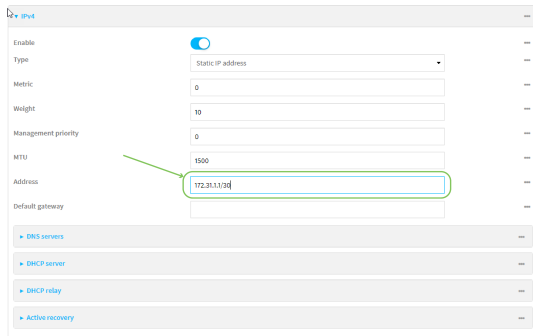 IPv4
Enable
Type Static IP address
Metric 0
Weight 10
Management priority 0
MTU 1500
Address 172.31.1.1/30
Default gateway
DNS servers
DHCP server
DHCP relay
Active recovery